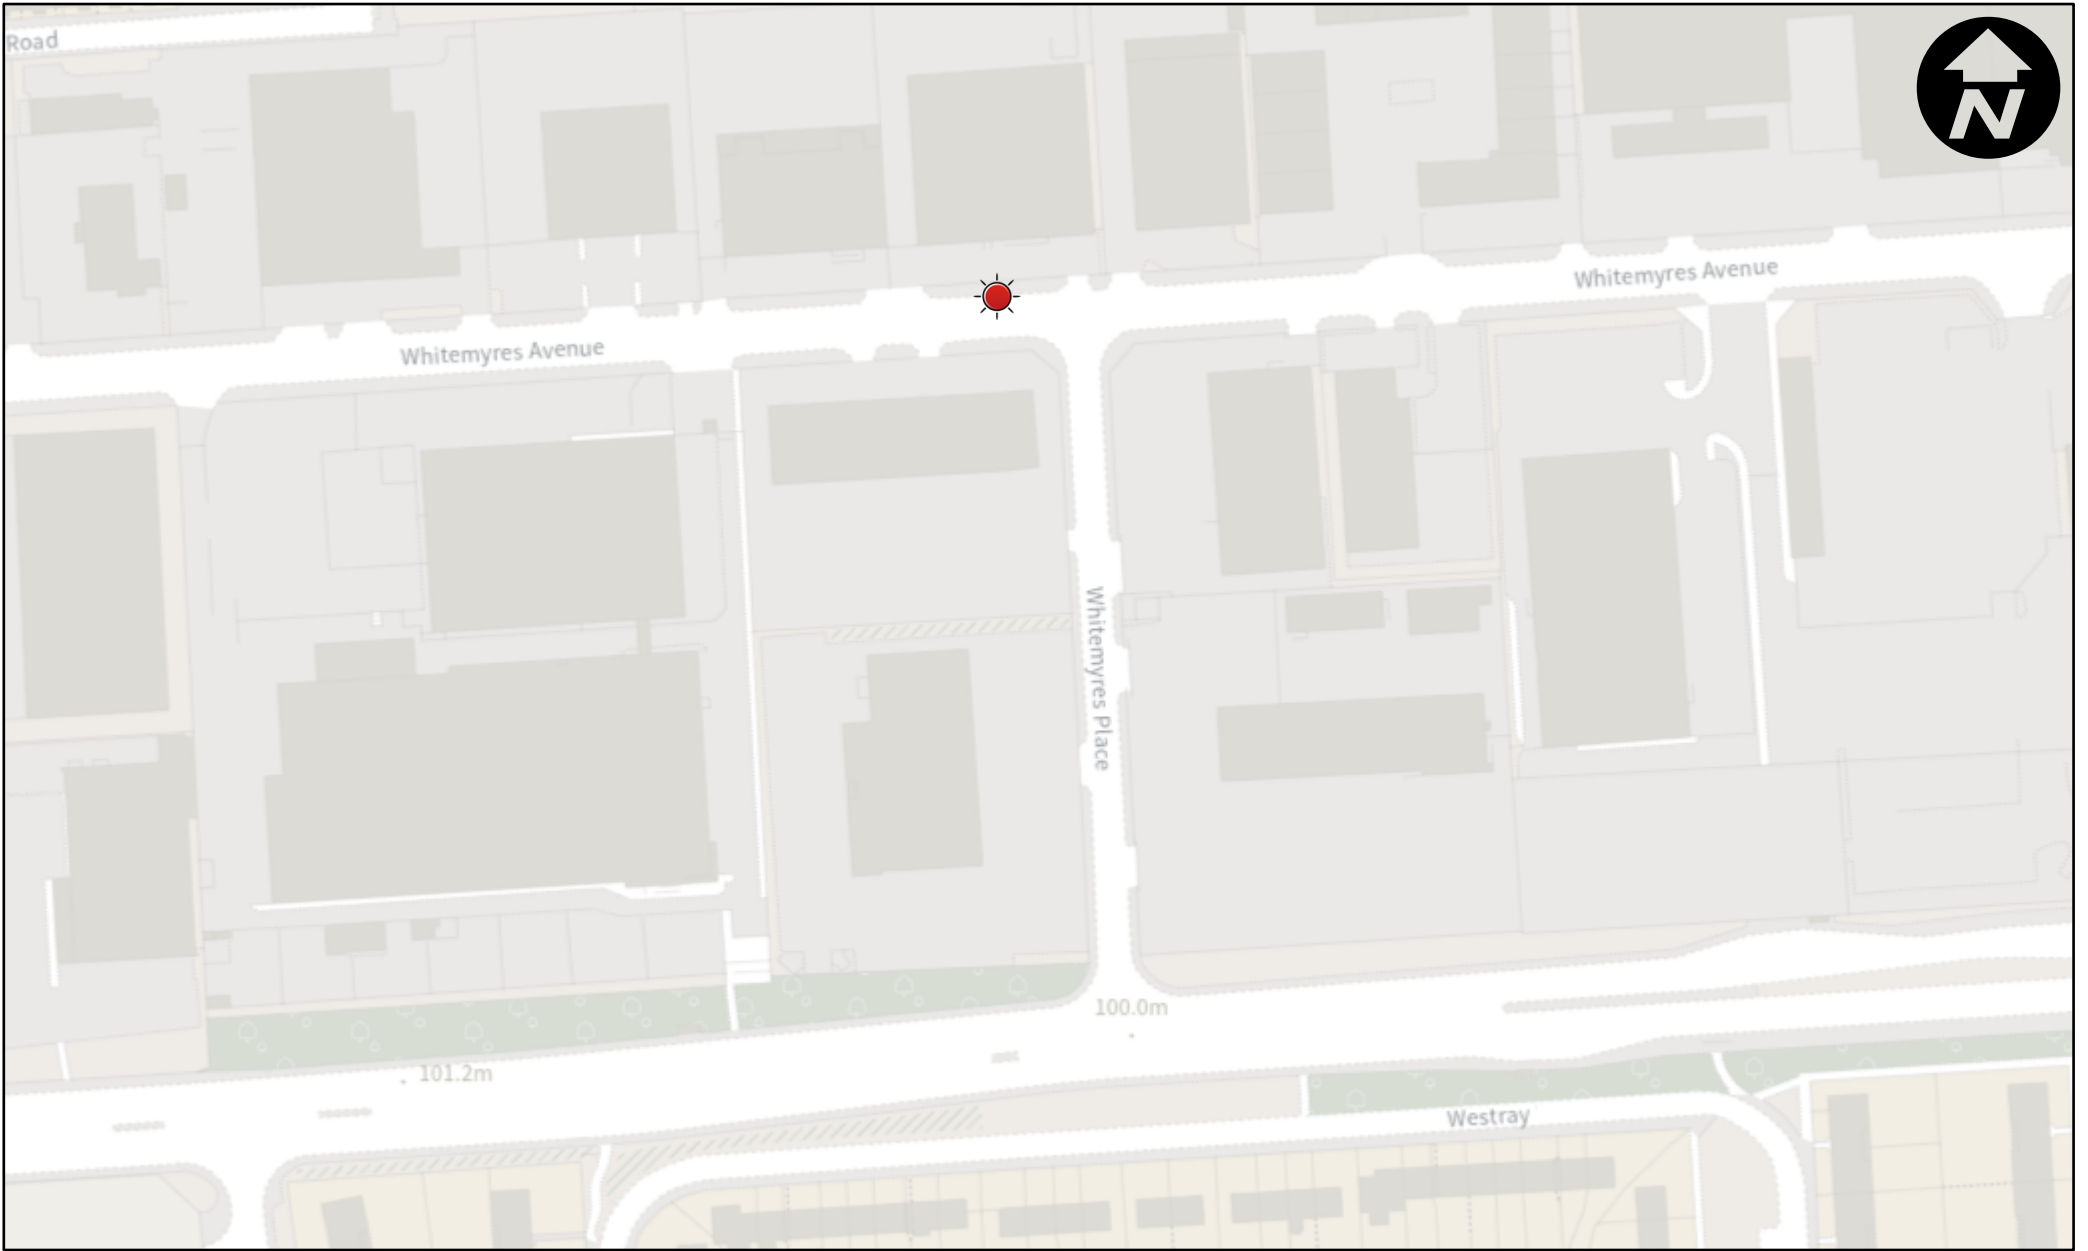 Road
N
Whitemyres Avenue
Whitemyres Avenue
Whitemyres Place
100.0m
101.2m
Westray